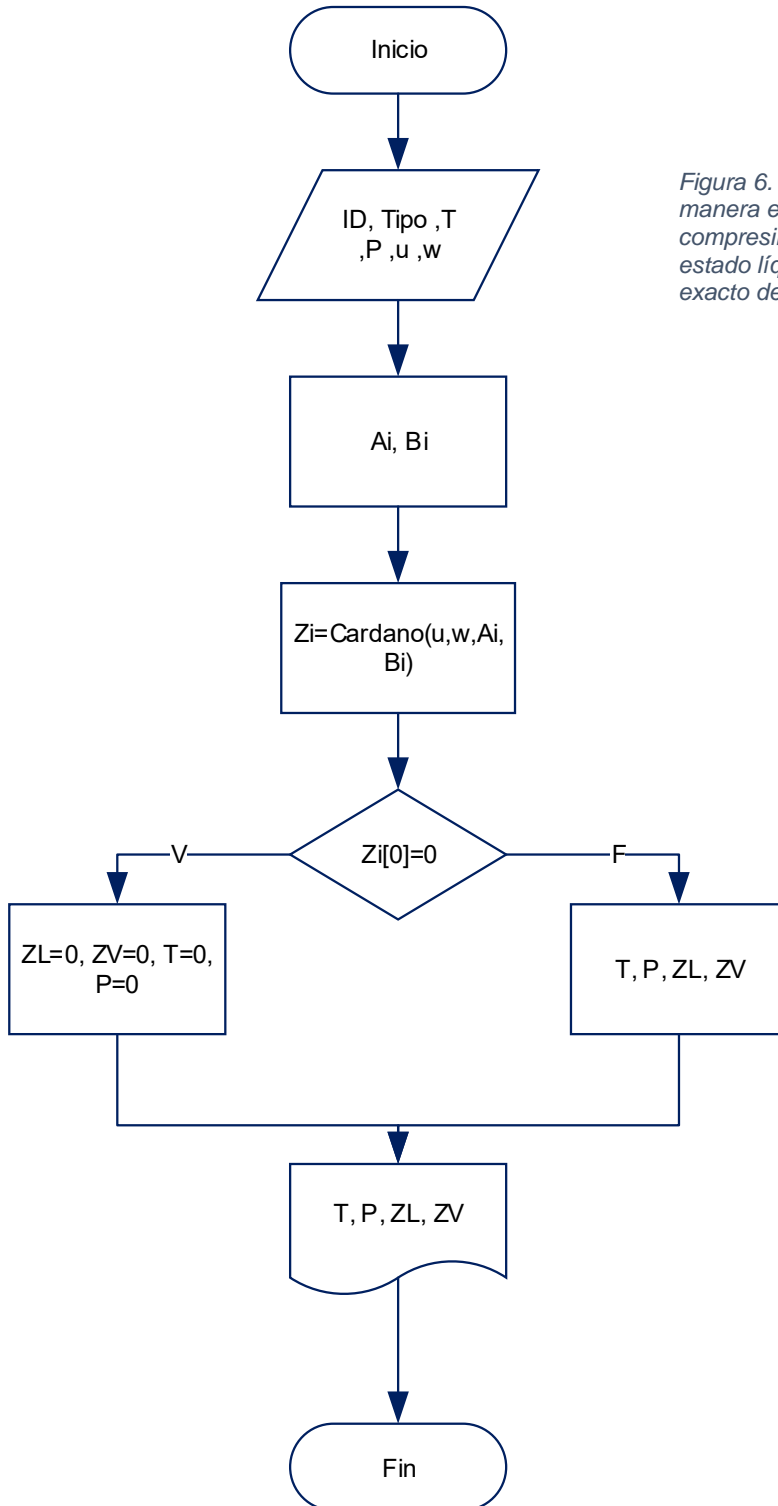 Inicio
ID, Tipo ,T
,P ,u ,w
Figura 6.
manera e
compresi
estado líq
exacto de
Ai, Bi
Zi=Cardano(u,w,Ai,
Bi)
Zi[0]=0
V
F
ZL=0, ZV=0, T=0,
P=0
T, P, ZL, ZV
T, P, ZL, ZV
Fin